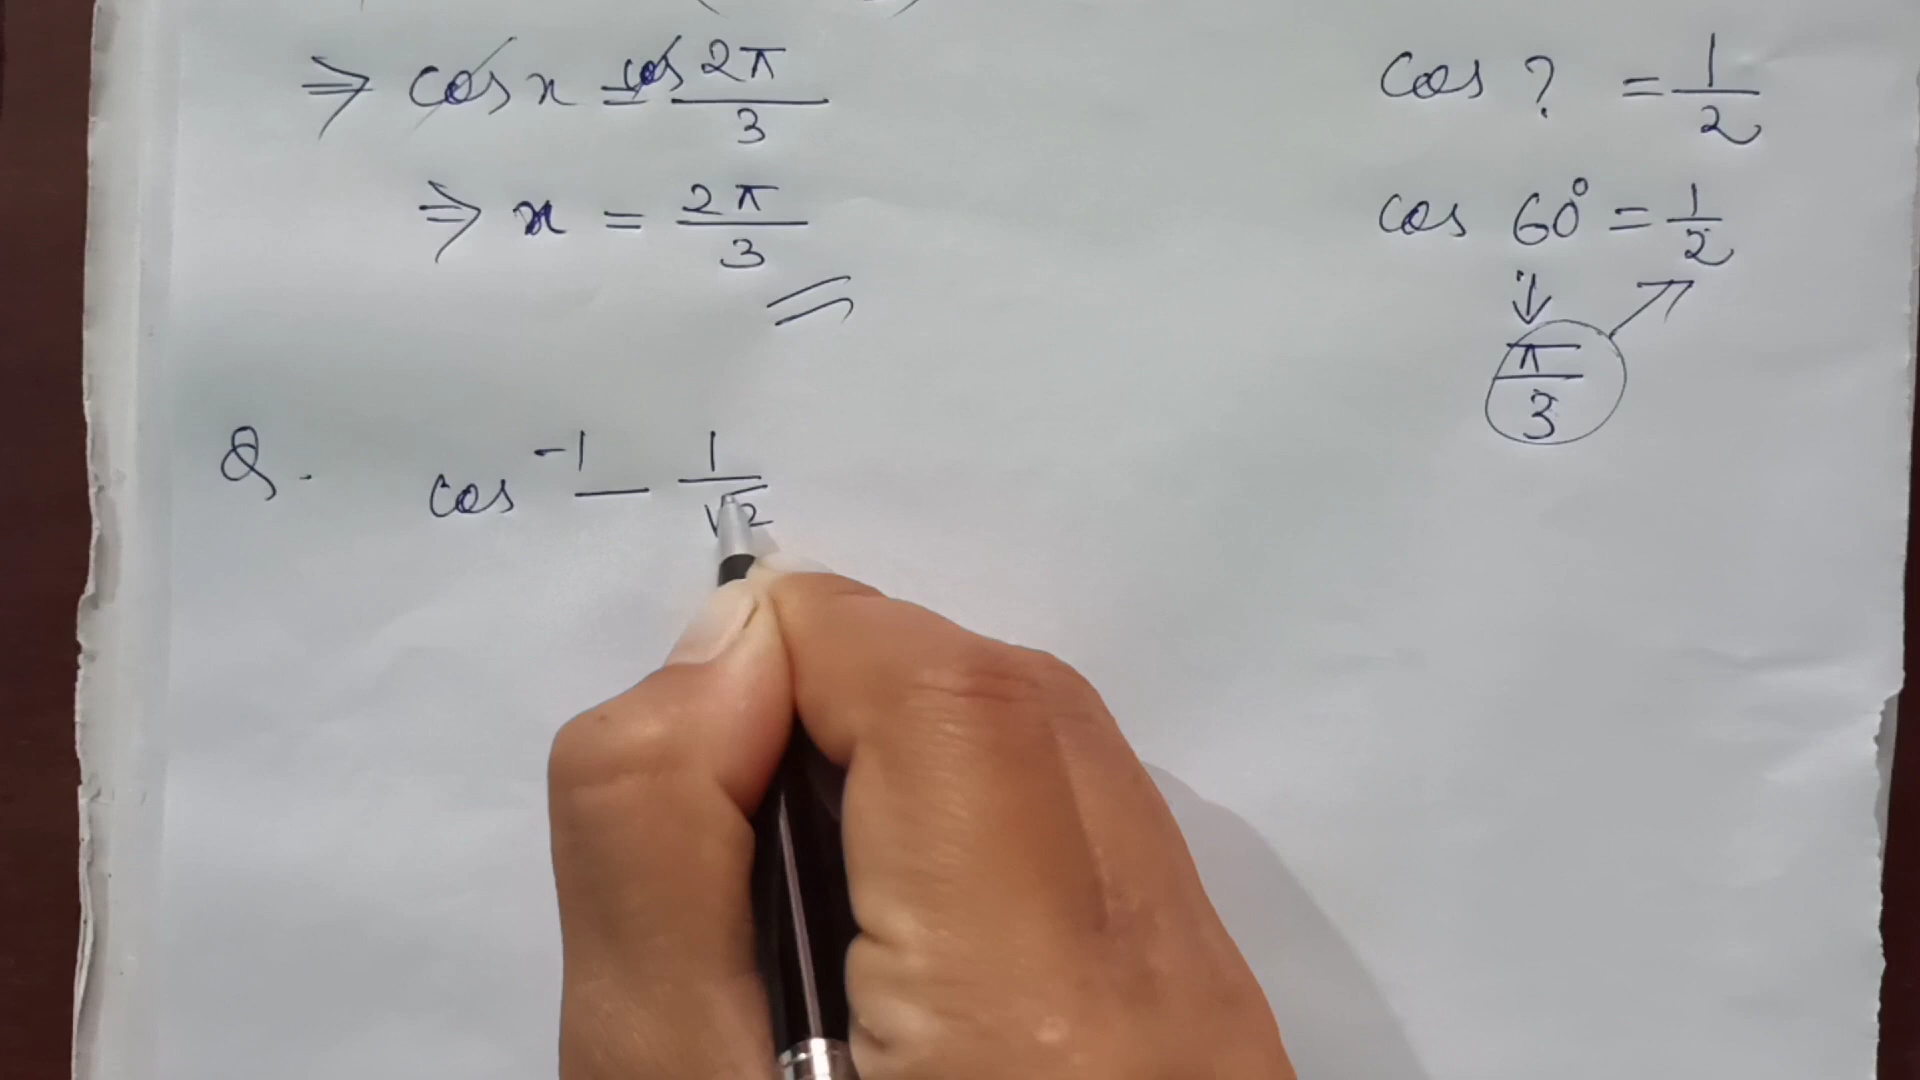 ⇒ cos x = cos 2π/3
⇒ x = 2π/3
cos ? = 1/2
cos 60° = 1/2
↓
π/3
Q. cos⁻¹ - 1/√2